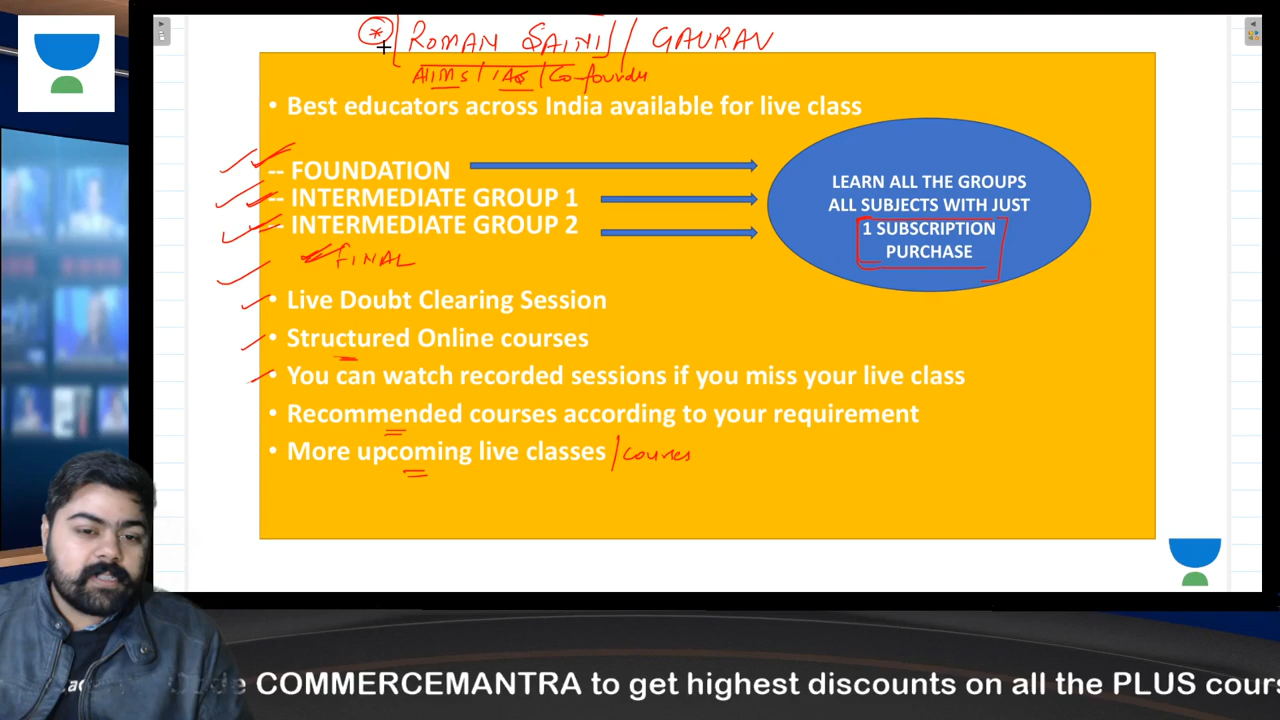 * ROMAN SAINI / GAURAV
AIIMS / IAS / Co-founder
• Best educators across India available for live class
-- FOUNDATION
-- INTERMEDIATE GROUP 1
-- INTERMEDIATE GROUP 2
FINAL
LEARN ALL THE GROUPS
ALL SUBJECTS WITH JUST
1 SUBSCRIPTION
PURCHASE
• Live Doubt Clearing Session
• Structured Online courses
• You can watch recorded sessions if you miss your live class
• Recommended courses according to your requirement
• More upcoming live classes / courses
COMMERCEMANTRA to get highest discounts on all the PLUS cours